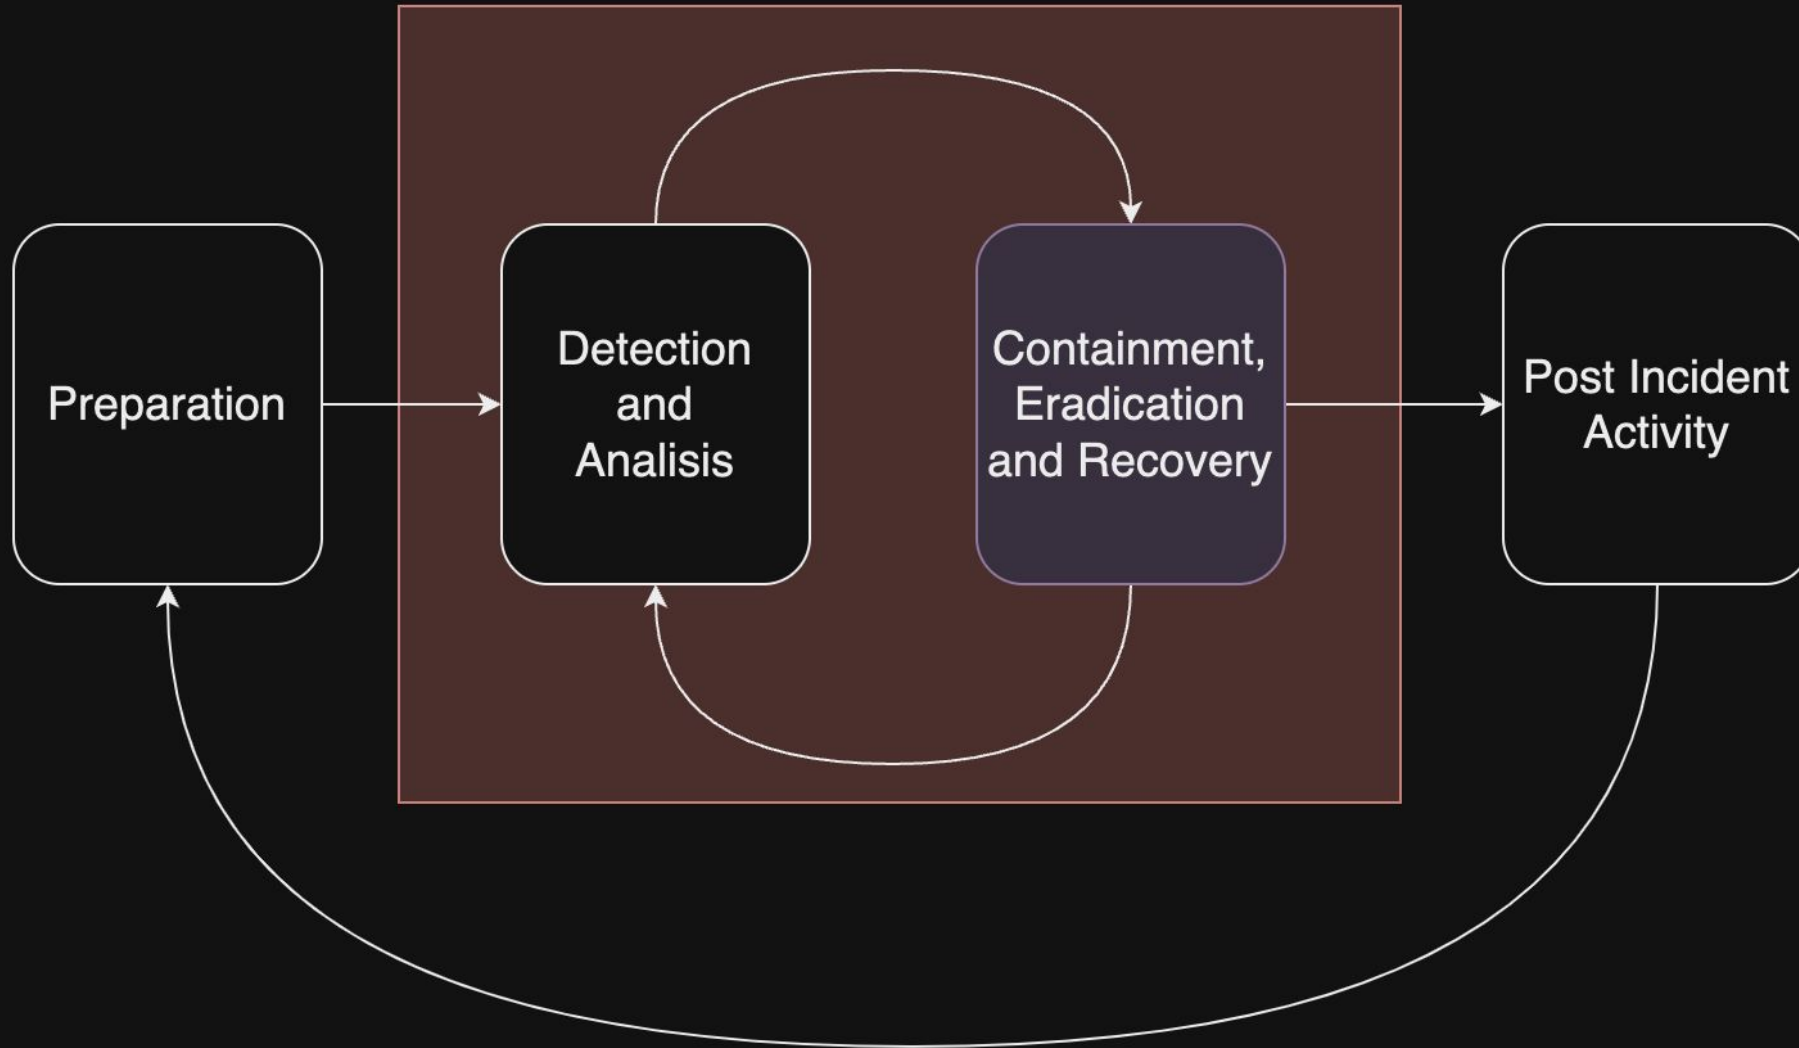 Preparation
Detection
and
Analisis
Containment,
Eradication
and Recovery
Post Incident
Activity